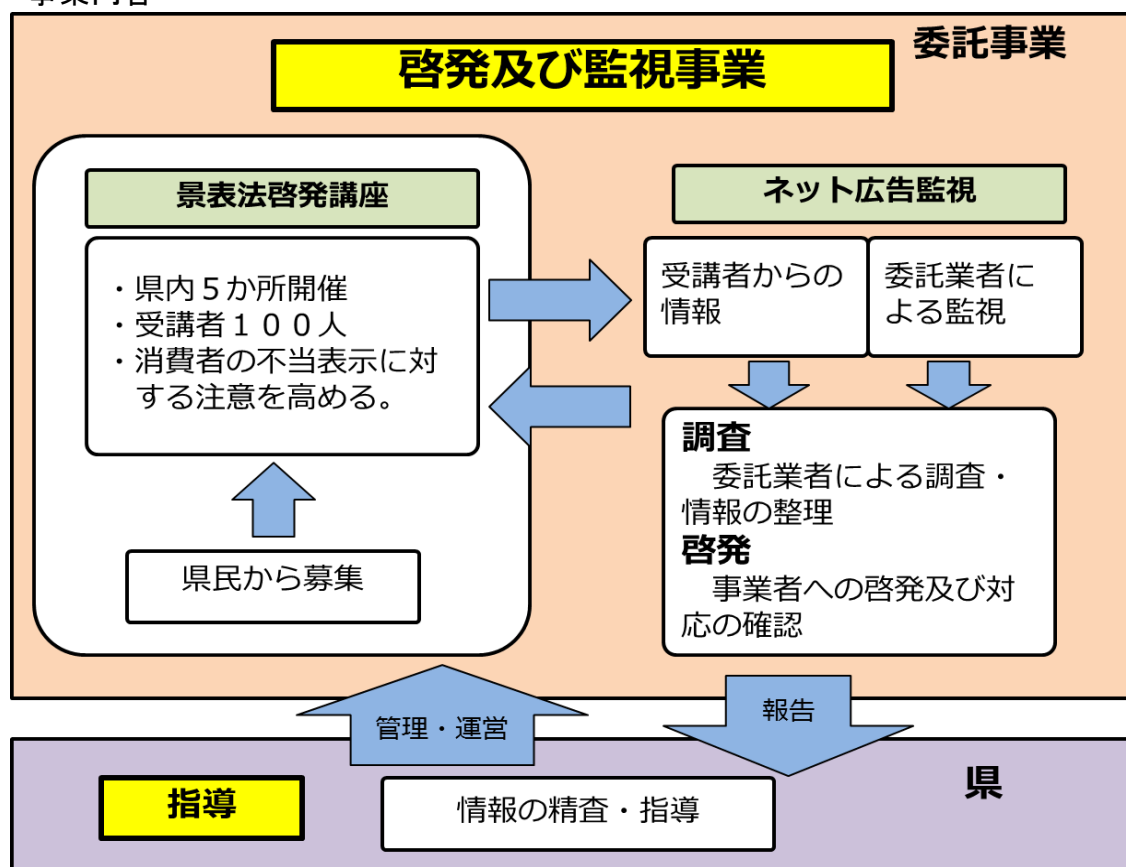 委託事業
啓発及び監視事業
景表法啓発講座
・県内５か所開催
・受講者１００人
・消費者の不当表示に対
する注意を高める。
県民から募集
ネット広告監視
受講者からの
情報
委託業者に
よる監視
調査
委託業者による調査・
情報の整理
啓発
事業者への啓発及び対
応の確認
管理・運営
報告
県
指導
情報の精査・指導